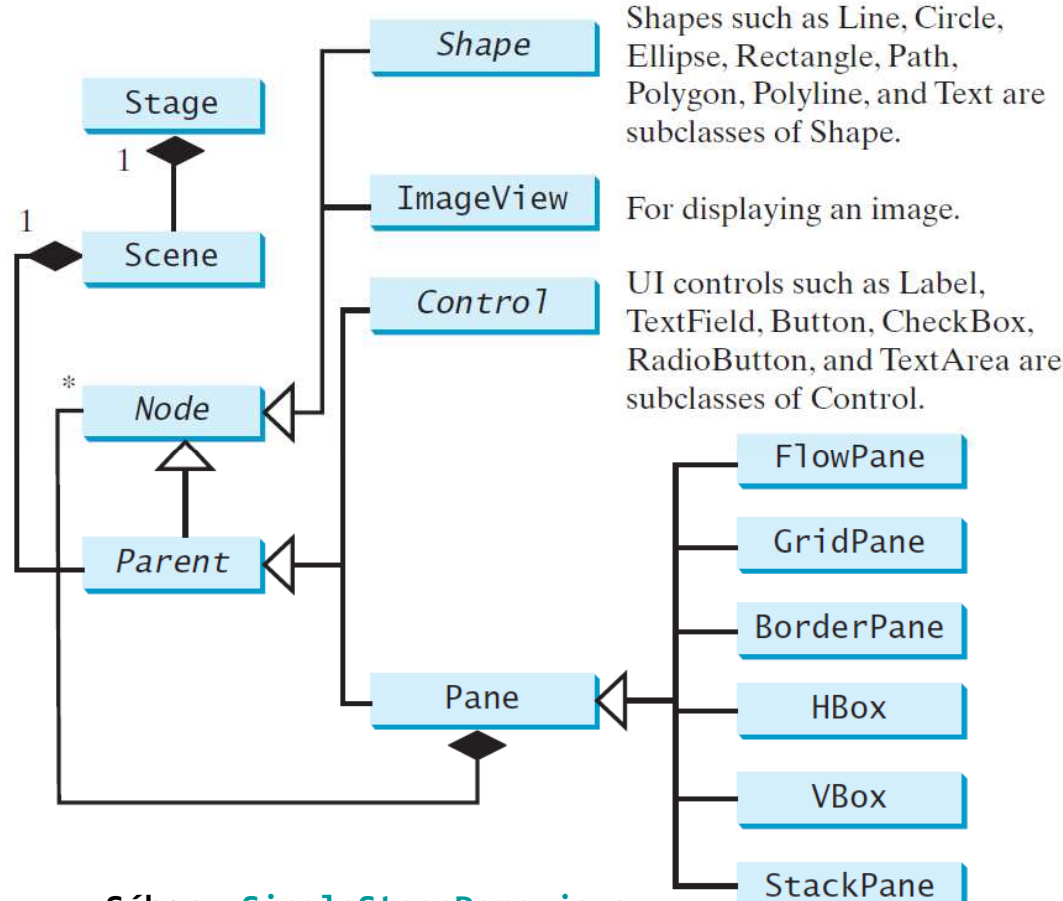 Shape
Shapes such as Line, Circle,
Ellipse, Rectangle, Path,
Polygon, Polyline, and Text are
subclasses of Shape.
Stage
1
ImageView
For displaying an image.
1
Scene
Control
UI controls such as Label,
TextField, Button, CheckBox,
RadioButton, and TextArea are
subclasses of Control.
*
Node
FlowPane
GridPane
Parent
BorderPane
Pane
HBox
VBox
StackPane